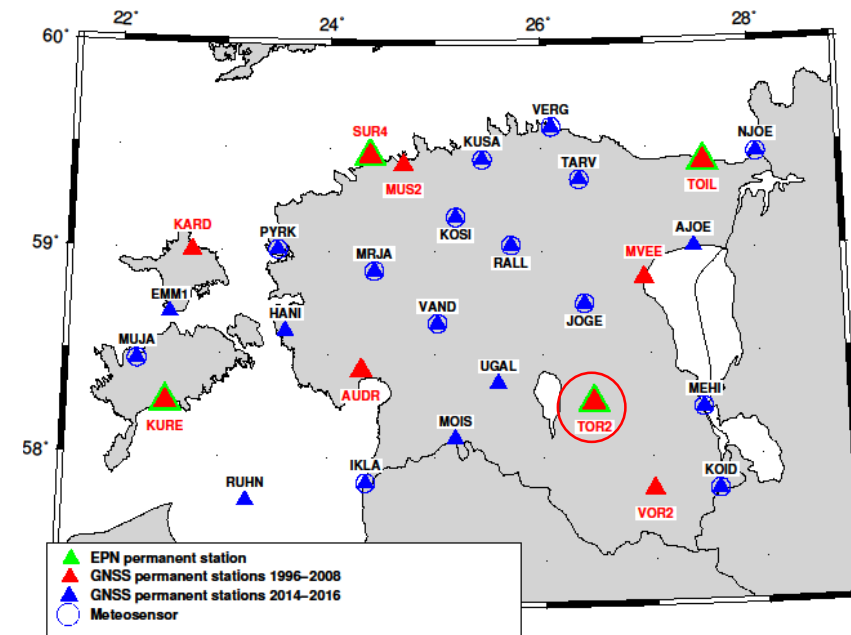 22˚ 24˚ 26˚ 28˚
60˚
VERG
SUR4 KUSA NJOE
MUS2 TARV TOIL
KARD PYRK KOSI AJOE
59˚
MRJA RALL MVEE
EMM1
HANI VAND JOGE
MUJA
UGAL
AUDR MEHI
KURE MOIS TOR2
58˚
RUHN IKLA KOID
VOR2
EPN permanent station
GNSS permanent stations 1996–2008
GNSS permanent stations 2014–2016
Meteosensor